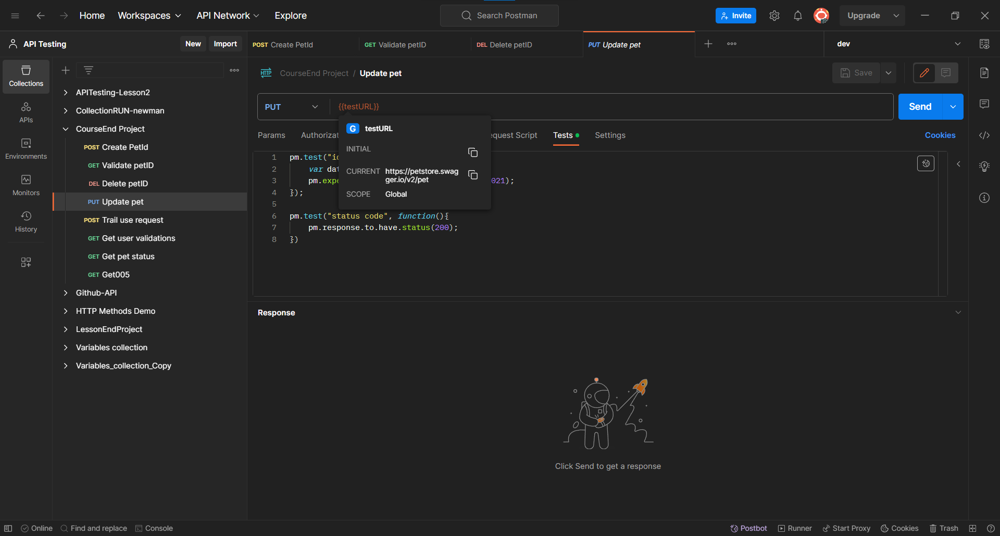 Home
Workspaces
API Network
Explore
Search Postman
Invite
Upgrade
API Testing
New
Import
POST Create PetId
GET Validate petID
DEL Delete petID
PUT Update pet
dev
Collections
APIs
Environments
Monitors
History
APITesting-Lesson2
CollectionRUN-newman
CourseEnd Project
POST Create PetId
GET Validate petID
DEL Delete petID
PUT Update pet
POST Trail use request
GET Get user validations
GET Get pet status
GET Get005
Github-API
HTTP Methods Demo
LessonEndProject
Variables collection
Variables_collection_Copy
HTTP CourseEnd Project / Update pet
Save
PUT
{{testURL}}
Send
G testURL
INITIAL
CURRENT https://petstore.swag
ger.io/v2/pet
SCOPE Global
Params
Authorizat
equest Script
Tests
Settings
Cookies
1 pm.test("i
2 var dat
3 pm.expe 021);
4 });
5
6 pm.test("status code", function(){
7 pm.response.to.have.status(200);
8 })
Response
Click Send to get a response
Online
Find and replace
Console
Postbot
Runner
Start Proxy
Cookies
Trash